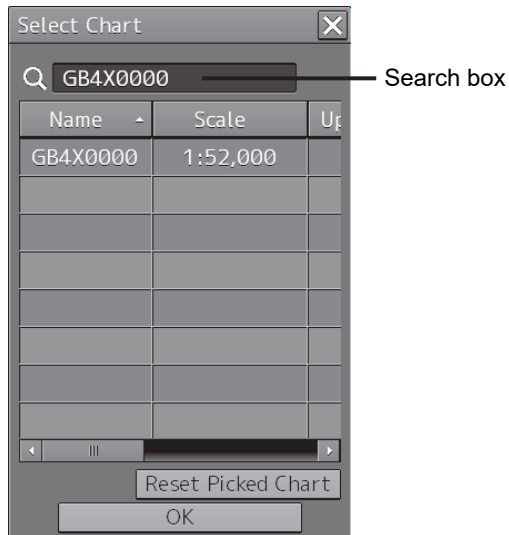 Select Chart
GB4X0000
Search box
Name Scale Up
GB4X0000 1:52,000
Reset Picked Chart
OK